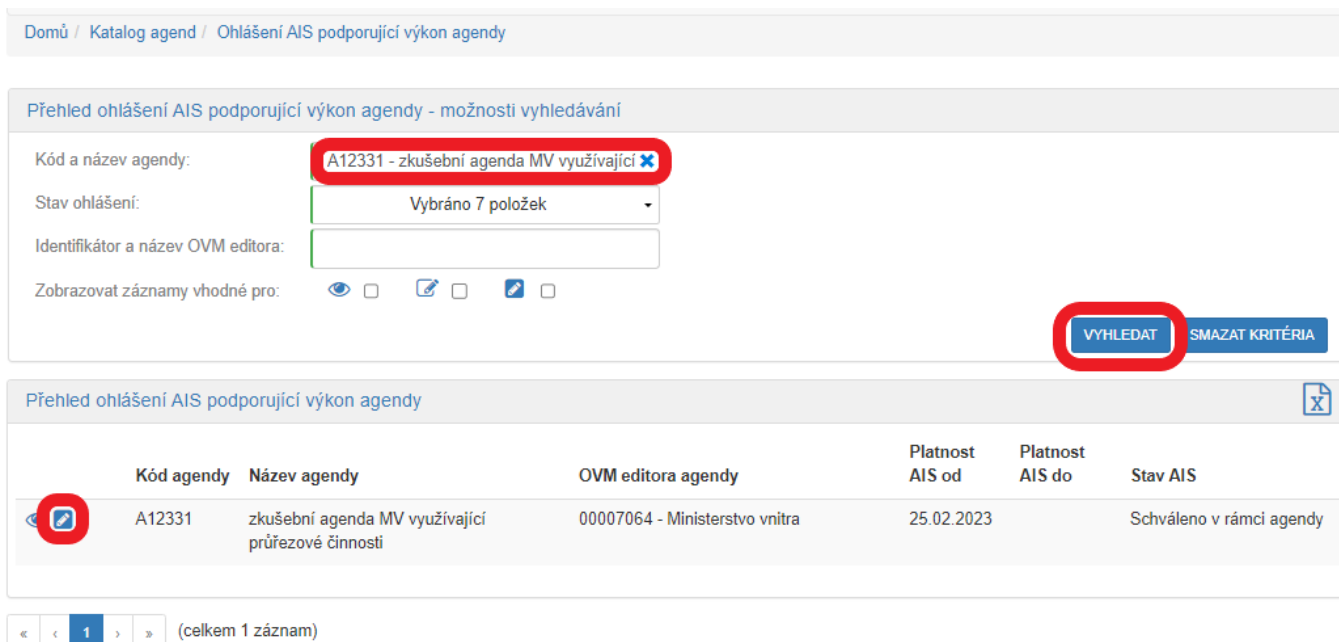 Domů / Katalog agend / Ohlášení AIS podporující výkon agendy
Přehled ohlášení AIS podporující výkon agendy - možnosti vyhledávání
Kód a název agendy: A12331 - zkušební agenda MV využívající
Stav ohlášení: Vybráno 7 položek
Identifikátor a název OVM editora:
Zobrazovat záznamy vhodné pro:
VYHLEDAT SMAZAT KRITÉRIA
Přehled ohlášení AIS podporující výkon agendy
Platnost Platnost
Kód agendy Název agendy OVM editora agendy AIS od AIS do Stav AIS
A12331 zkušební agenda MV využívající 00007064 - Ministerstvo vnitra 25.02.2023 Schváleno v rámci agendy
průřezové činnosti
« ‹ 1 › » (celkem 1 záznam)